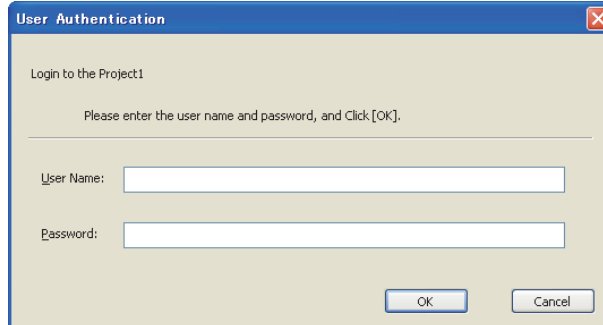 User Authentication
Login to the Project1
Please enter the user name and password, and Click [OK].
User Name:
Password:
OK Cancel